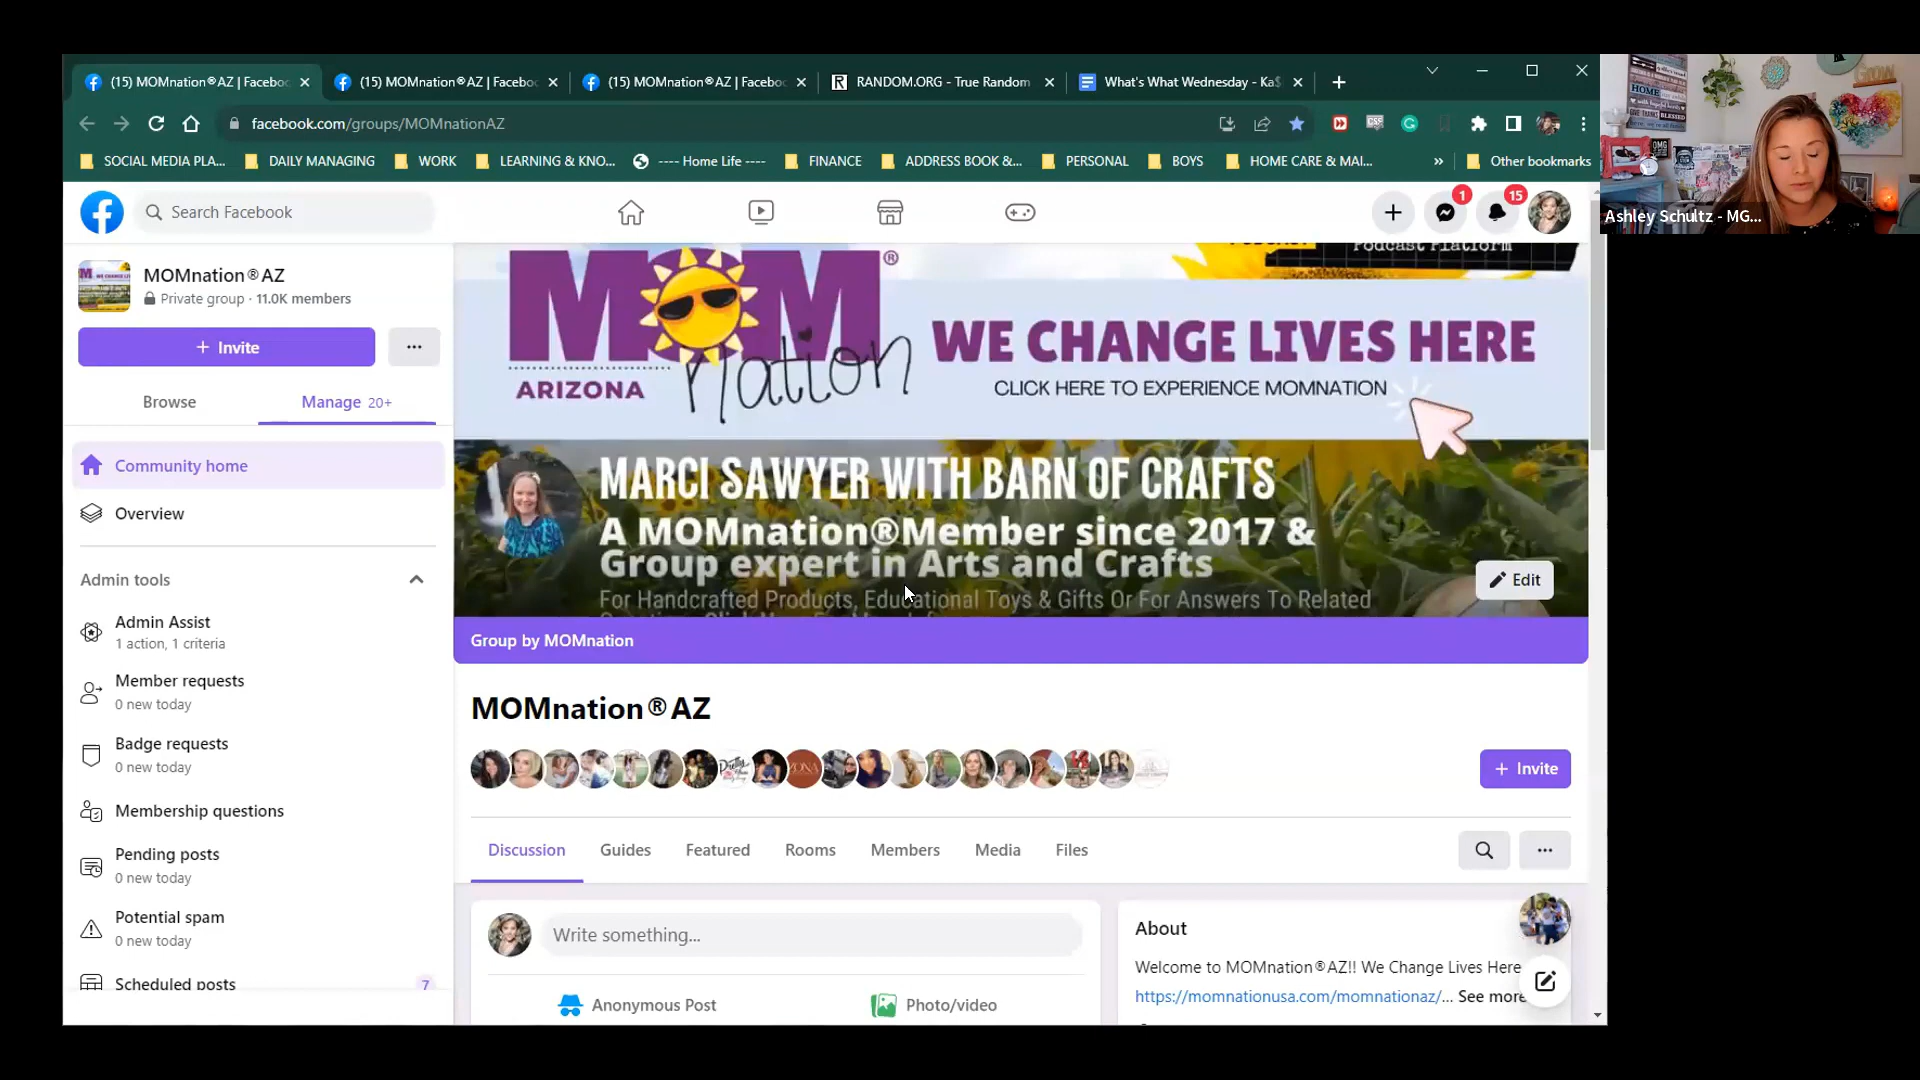 (15) MOMnation®AZ | Faceboo
(15) MOMnation®AZ | Faceboo
(15) MOMnation®AZ | Faceboo
RANDOM.ORG - True Random
What's What Wednesday - Ka$
facebook.com/groups/MOMnationAZ
SOCIAL MEDIA PLA...
DAILY MANAGING
WORK
LEARNING & KNO...
---- Home Life ----
FINANCE
ADDRESS BOOK &...
PERSONAL
BOYS
HOME CARE & MAI...
»
Other bookmarks
Ashley Schultz - MG...
Search Facebook
1
15
MOMnation®AZ
Private group · 11.0K members
+ Invite
...
Browse
Manage 20+
Community home
Overview
Admin tools
Admin Assist
1 action, 1 criteria
Member requests
0 new today
Badge requests
0 new today
Membership questions
Pending posts
0 new today
Potential spam
0 new today
Scheduled posts
7
Podcast Platform
MOM®
nation
ARIZONA
WE CHANGE LIVES HERE
CLICK HERE TO EXPERIENCE MOMNATION
MARCI SAWYER WITH BARN OF CRAFTS
A MOMnation®Member since 2017 &
Group expert in Arts and Crafts
For Handcrafted Products, Educational Toys & Gifts Or For Answers To Related
Edit
Group by MOMnation
MOMnation®AZ
+ Invite
Discussion
Guides
Featured
Rooms
Members
Media
Files
...
Write something...
Anonymous Post
Photo/video
About
Welcome to MOMnation®AZ!! We Change Lives Here
https://momnationusa.com/momnationaz/... See more